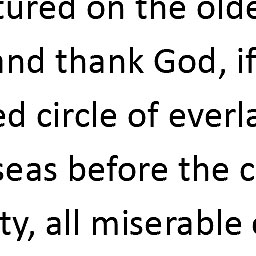 tured on the olde
and thank God, if
ed circle of everla
seas before the c
ty, all miserable